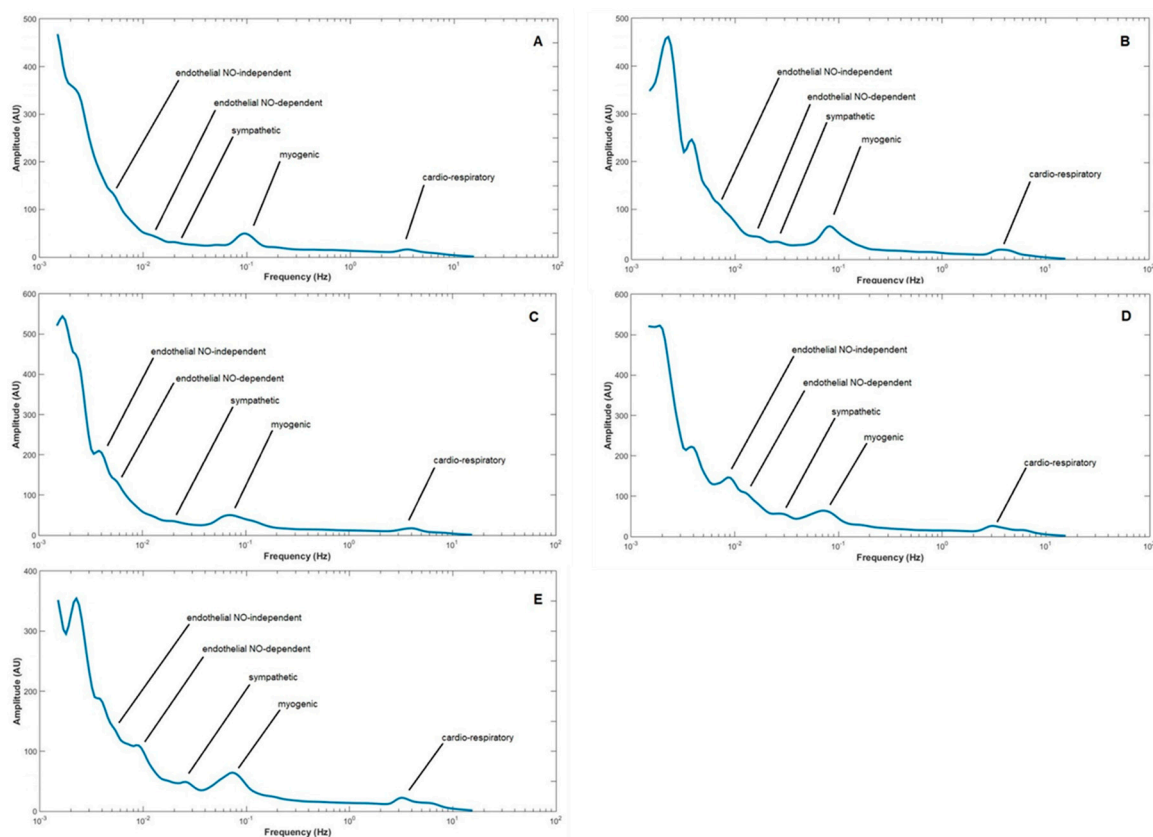 A
500
400
300
200
100
0
Amplitude (AU)
endothelial NO-independent
endothelial NO-dependent
sympathetic
myogenic
cardio-respiratory
10-3
10-2
10-1
100
101
102
Frequency (Hz)
B
500
400
300
200
100
0
Amplitude (AU)
endothelial NO-independent
endothelial NO-dependent
sympathetic
myogenic
cardio-respiratory
10-3
10-2
10-1
100
101
10
Frequency (Hz)
C
600
500
400
300
200
100
0
Amplitude (AU)
endothelial NO-independent
endothelial NO-dependent
sympathetic
myogenic
cardio-respiratory
10-3
10-2
10-1
100
101
102
Frequency (Hz)
D
600
500
400
300
200
100
0
Amplitude (AU)
endothelial NO-independent
endothelial NO-dependent
sympathetic
myogenic
cardio-respiratory
10-3
10-2
10-1
100
101
10
Frequency (Hz)
E
400
300
200
100
0
Amplitude (AU)
endothelial NO-independent
endothelial NO-dependent
sympathetic
myogenic
cardio-respiratory
10-3
10-2
10-1
100
101
102
Frequency (Hz)